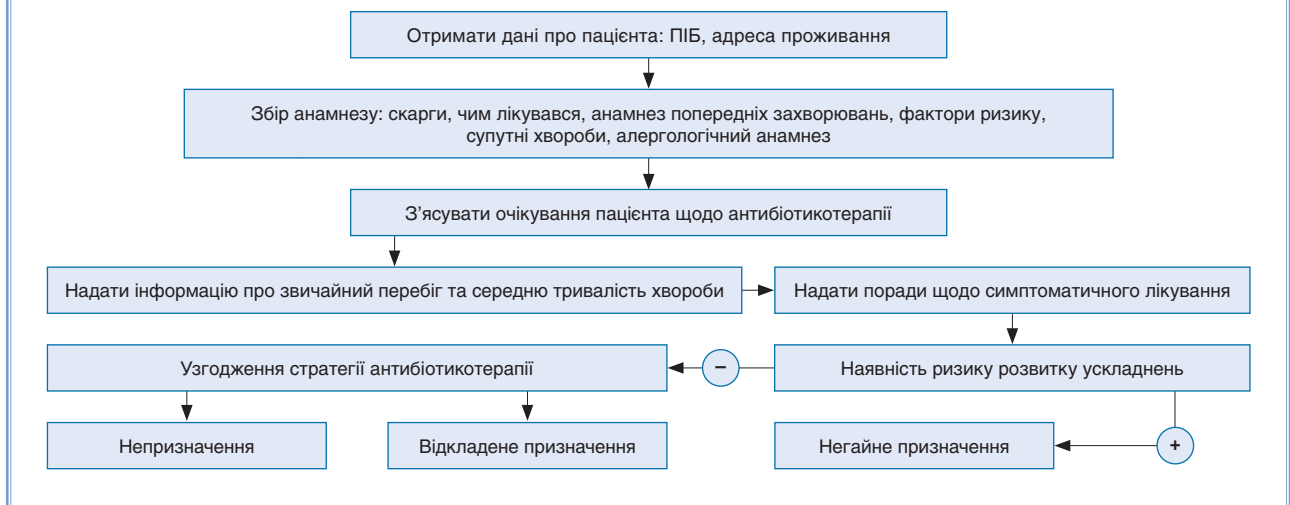 Отримати дані про пацієнта: ПІБ, адреса проживання
Збір анамнезу: скарги, чим лікувався, анамнез попередніх захворювань, фактори ризику,
супутні хвороби, алергологічний анамнез
З’ясувати очікування пацієнта щодо антибіотикотерапії
Надати інформацію про звичайний перебіг та середню тривалість хвороби
Надати поради щодо симптоматичного лікування
Узгодження стратегії антибіотикотерапії
–
Наявність ризику розвитку ускладнень
Непризначення
Відкладене призначення
Негайне призначення
+